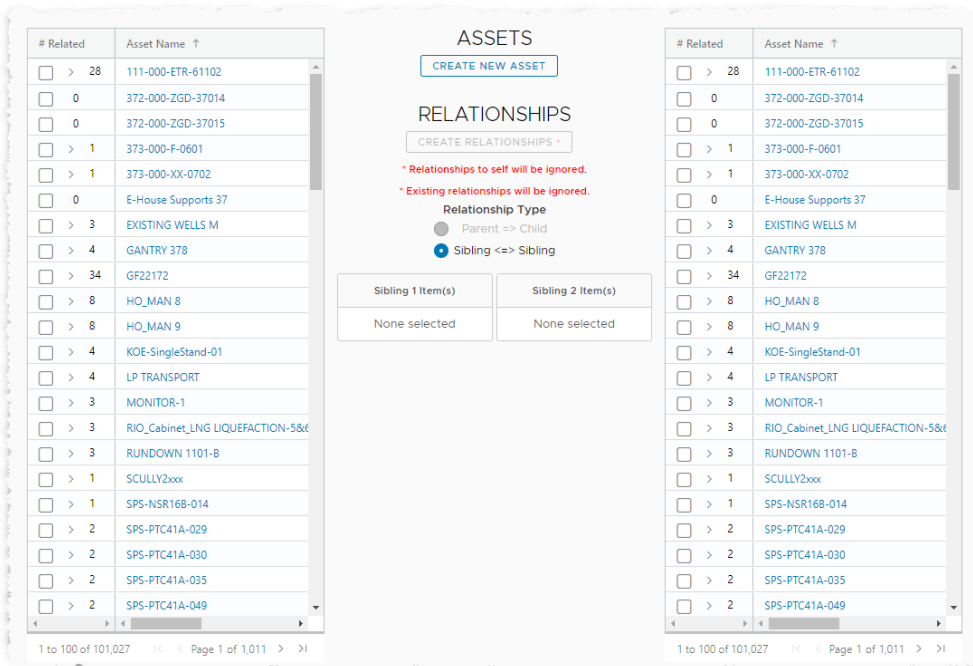 # Related Asset Name ↑
28 111-000-ETR-61102
0 372-000-ZGD-37014
0 372-000-ZGD-37015
1 373-000-F-0601
1 373-000-XX-0702
0 E-House Supports 37
3 EXISTING WELLS M
4 GANTRY 378
34 GF22172
8 HO_MAN 8
8 HO_MAN 9
4 KOE-SingleStand-01
4 LP TRANSPORT
3 MONITOR-1
3 RIO_Cabinet_LNG LIQUEFACTION-5&6
3 RUNDOWN 1101-B
1 SCULLY2xxx
1 SPS-NSR16B-014
2 SPS-PTC41A-029
2 SPS-PTC41A-030
2 SPS-PTC41A-035
2 SPS-PTC41A-049
1 to 100 of 101,027 Page 1 of 1,011
ASSETS
CREATE NEW ASSET
RELATIONSHIPS
CREATE RELATIONSHIPS *
* Relationships to self will be ignored.
* Existing relationships will be ignored.
Relationship Type
Parent => Child
Sibling <=> Sibling
Sibling 1 Item(s) Sibling 2 Item(s)
None selected None selected
# Related Asset Name ↑
28 111-000-ETR-61102
0 372-000-ZGD-37014
0 372-000-ZGD-37015
1 373-000-F-0601
1 373-000-XX-0702
0 E-House Supports 37
3 EXISTING WELLS M
4 GANTRY 378
34 GF22172
8 HO_MAN 8
8 HO_MAN 9
4 KOE-SingleStand-01
4 LP TRANSPORT
3 MONITOR-1
3 RIO_Cabinet_LNG LIQUEFACTION-5&6
3 RUNDOWN 1101-B
1 SCULLY2xxx
1 SPS-NSR16B-014
2 SPS-PTC41A-029
2 SPS-PTC41A-030
2 SPS-PTC41A-035
2 SPS-PTC41A-049
1 to 100 of 101,027 Page 1 of 1,011